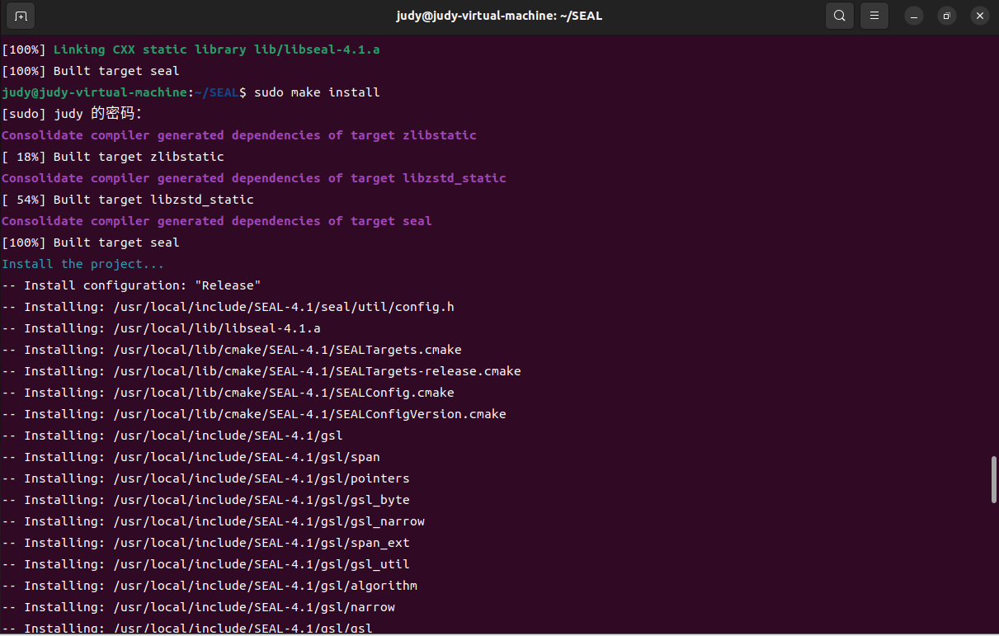 judy@judy-virtual-machine: ~/SEAL
[100%] Linking CXX static library lib/libseal-4.1.a
[100%] Built target seal
judy@judy-virtual-machine:~/SEAL$ sudo make install
[sudo] judy 的密码：
Consolidate compiler generated dependencies of target zlibstatic
[ 18%] Built target zlibstatic
Consolidate compiler generated dependencies of target libzstd_static
[ 54%] Built target libzstd_static
Consolidate compiler generated dependencies of target seal
[100%] Built target seal
Install the project...
-- Install configuration: "Release"
-- Installing: /usr/local/include/SEAL-4.1/seal/util/config.h
-- Installing: /usr/local/lib/libseal-4.1.a
-- Installing: /usr/local/lib/cmake/SEAL-4.1/SEALTargets.cmake
-- Installing: /usr/local/lib/cmake/SEAL-4.1/SEALTargets-release.cmake
-- Installing: /usr/local/lib/cmake/SEAL-4.1/SEALConfig.cmake
-- Installing: /usr/local/lib/cmake/SEAL-4.1/SEALConfigVersion.cmake
-- Installing: /usr/local/include/SEAL-4.1/gsl
-- Installing: /usr/local/include/SEAL-4.1/gsl/span
-- Installing: /usr/local/include/SEAL-4.1/gsl/pointers
-- Installing: /usr/local/include/SEAL-4.1/gsl/gsl_byte
-- Installing: /usr/local/include/SEAL-4.1/gsl/gsl_narrow
-- Installing: /usr/local/include/SEAL-4.1/gsl/span_ext
-- Installing: /usr/local/include/SEAL-4.1/gsl/gsl_util
-- Installing: /usr/local/include/SEAL-4.1/gsl/algorithm
-- Installing: /usr/local/include/SEAL-4.1/gsl/narrow
-- Installing: /usr/local/include/SEAL-4.1/gsl/gsl